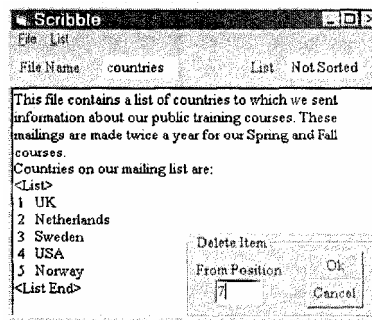 Scribble
File List
File Name countries List Not Sorted
This file contains a list of countries to which we sent
information about our public training courses. These
mailings are made twice a year for our Spring and Fall
courses.
Countries on our mailing list are:
<List>
1 UK
2 Netherlands
3 Sweden
4 USA
5 Norway
<List End>
Delete Item
From Position
7
Ok
Cancel